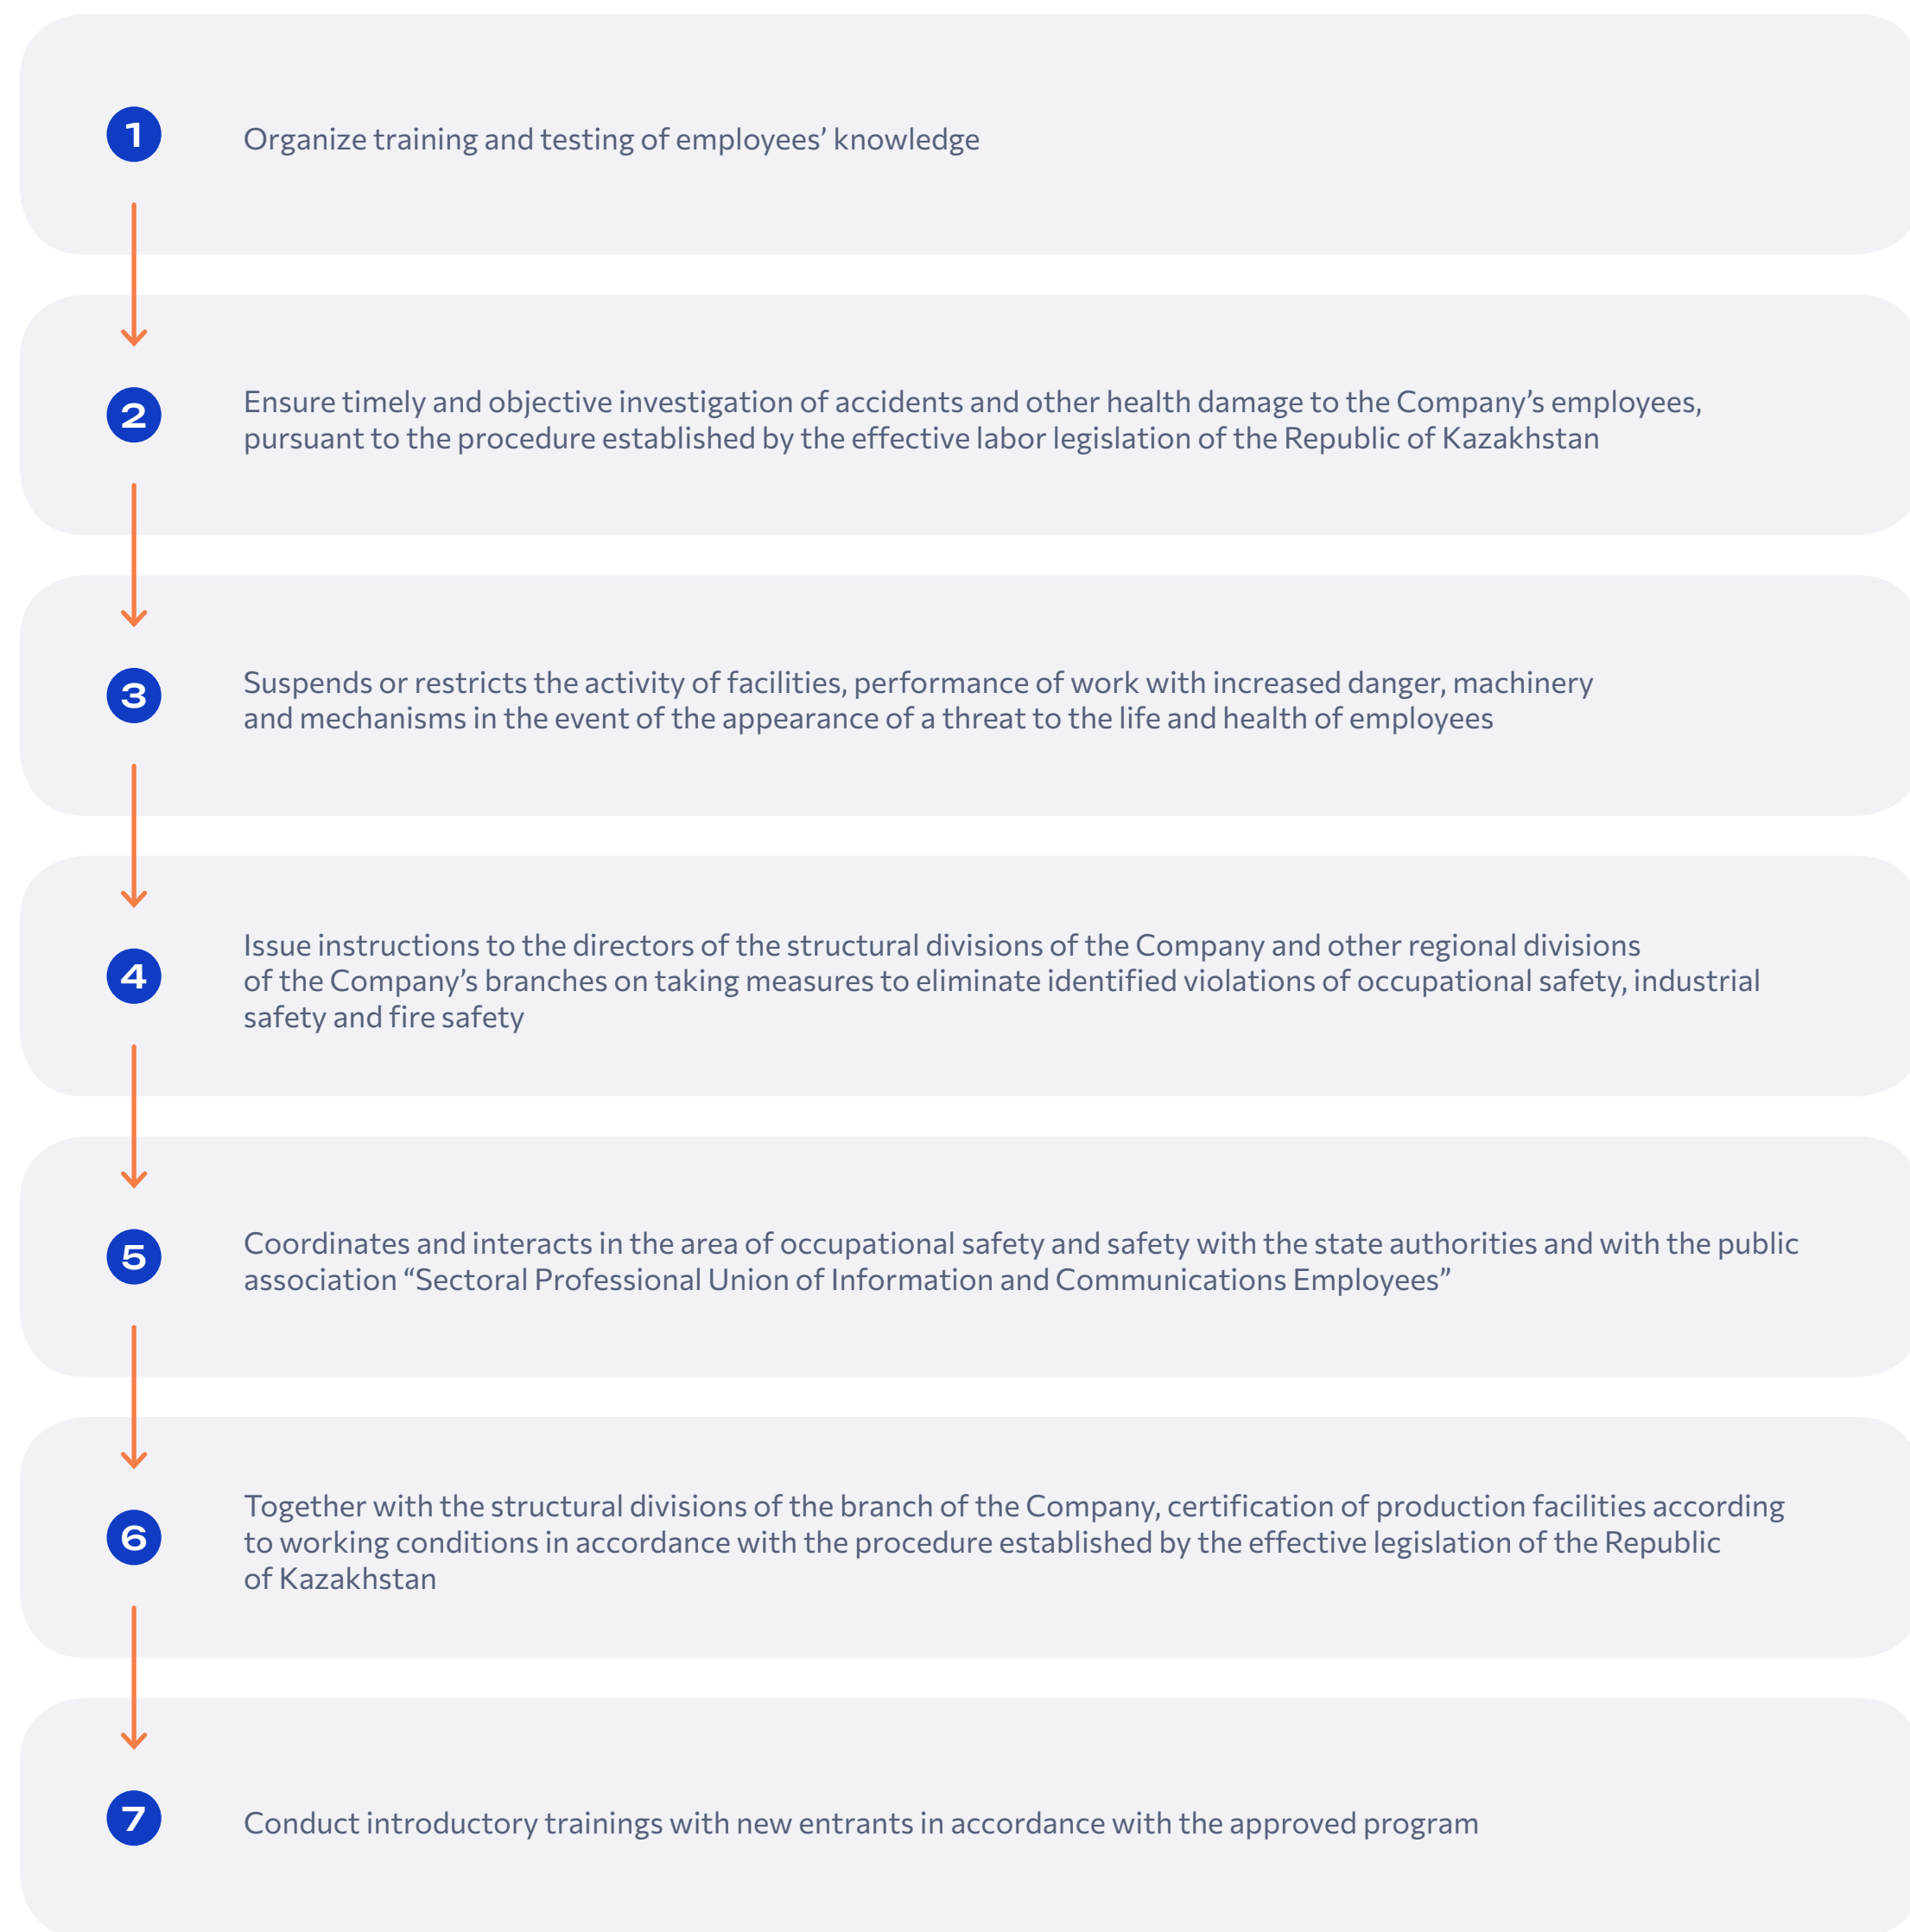 1
Organize training and testing of employees’ knowledge
2
Ensure timely and objective investigation of accidents and other health damage to the Company’s employees,
pursuant to the procedure established by the effective labor legislation of the Republic of Kazakhstan
3
Suspends or restricts the activity of facilities, performance of work with increased danger, machinery
and mechanisms in the event of the appearance of a threat to the life and health of employees
4
Issue instructions to the directors of the structural divisions of the Company and other regional divisions
of the Company’s branches on taking measures to eliminate identified violations of occupational safety, industrial
safety and fire safety
5
Coordinates and interacts in the area of occupational safety and safety with the state authorities and with the public
association “Sectoral Professional Union of Information and Communications Employees”
6
Together with the structural divisions of the branch of the Company, certification of production facilities according
to working conditions in accordance with the procedure established by the effective legislation of the Republic
of Kazakhstan
7
Conduct introductory trainings with new entrants in accordance with the approved program